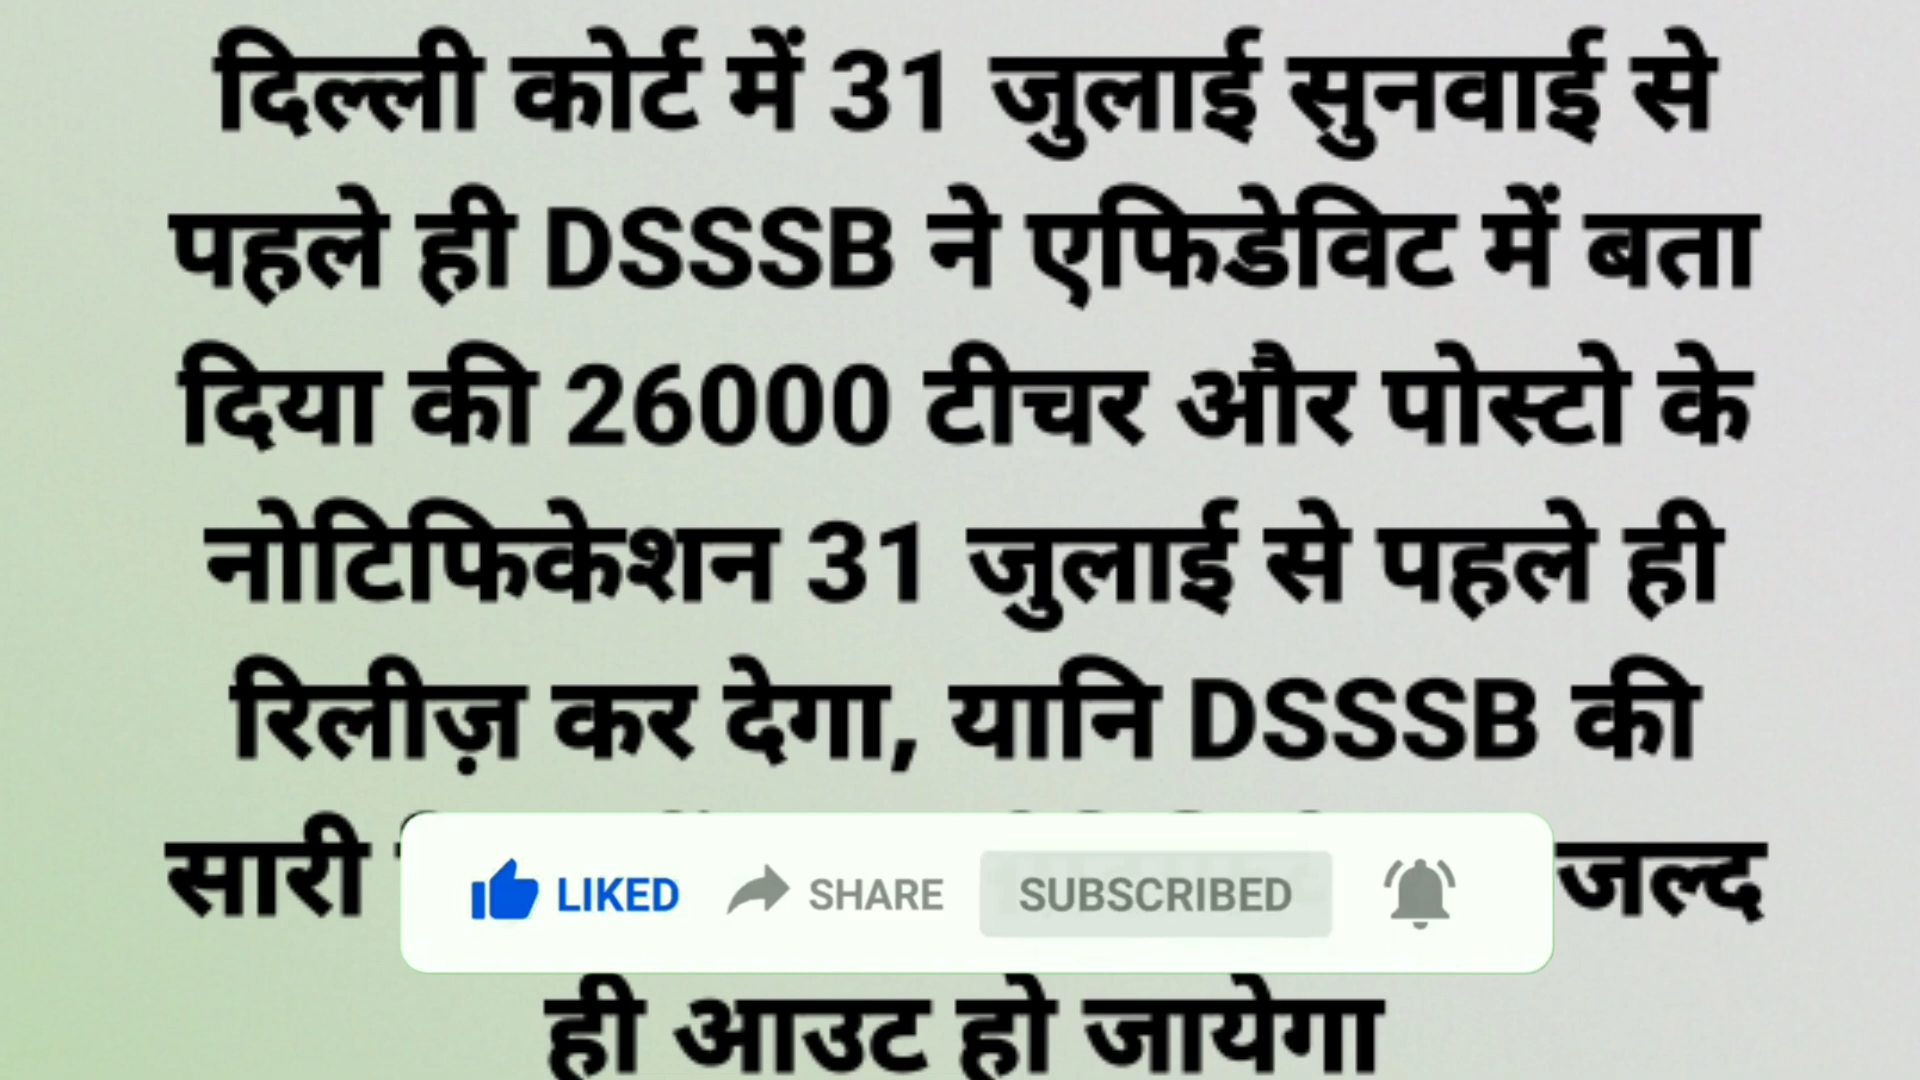 दिल्ली कोर्ट में 31 जुलाई सुनवाई से
पहले ही DSSSB ने एफिडेविट में बता
दिया की 26000 टीचर और पोस्टो के
नोटिफिकेशन 31 जुलाई से पहले ही
रिलीज़ कर देगा, यानि DSSSB की
सारी जल्द
LIKED SHARE SUBSCRIBED
ही आउट हो जायेगा